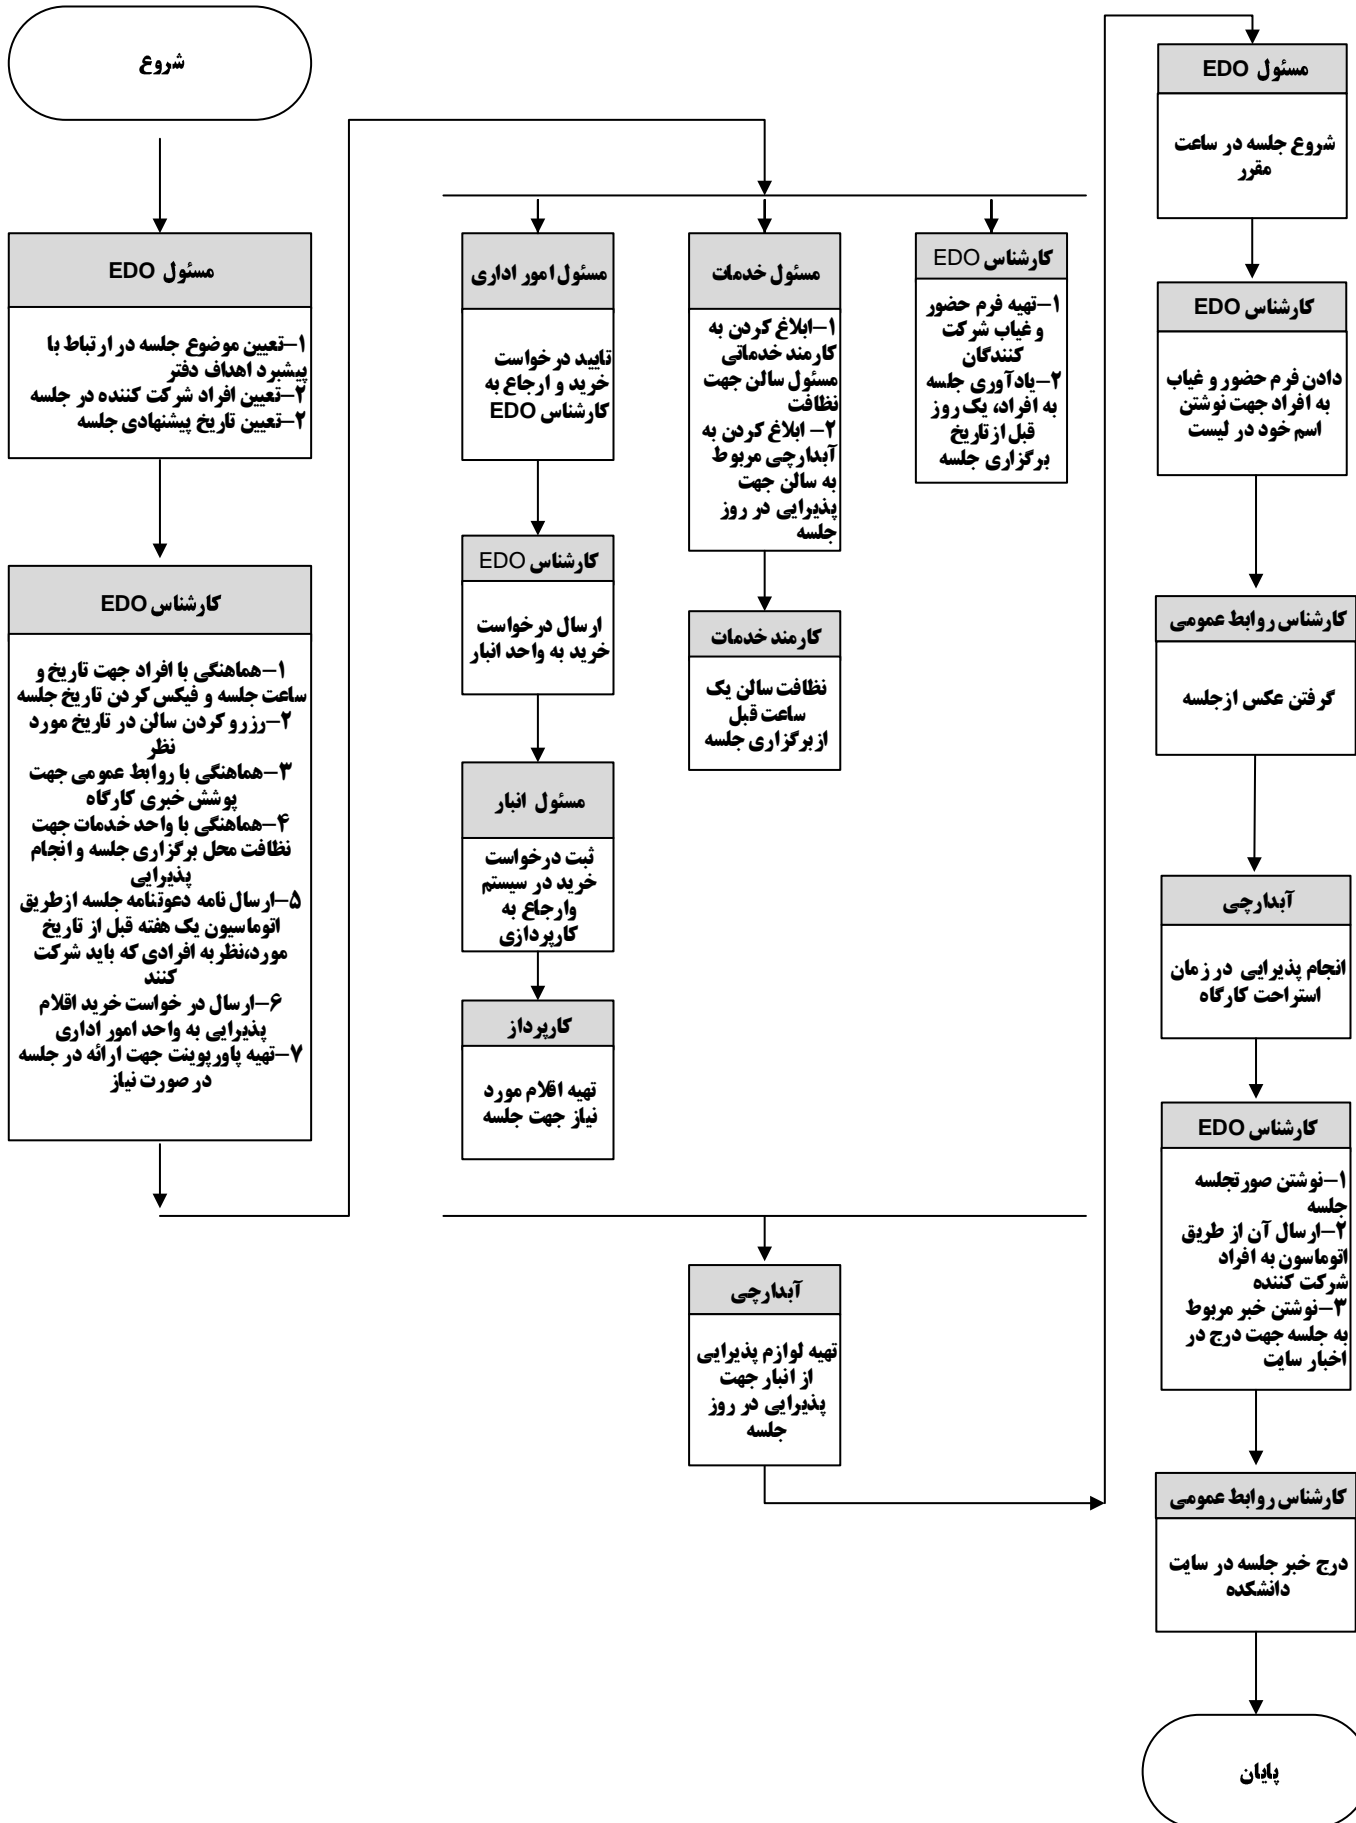 شروع
مسئول EDO
۱-تعیین موضوع جلسه در ارتباط با
پیشبرد اهداف دفتر
۲-تعیین افراد شرکت کننده در جلسه
۲-تعیین تاریخ پیشنهادی جلسه
کارشناس EDO
۱-هماهنگی با افراد جهت تاریخ و
ساعت جلسه و فیکس کردن تاریخ جلسه
۲-رزرو کردن سالن در تاریخ مورد
نظر
۳-هماهنگی با روابط عمومی جهت
پوشش خبری کارگاه
۴-هماهنگی با واحد خدمات جهت
نظافت محل برگزاری جلسه و انجام
پذیرایی
۵-ارسال نامه دعوتنامه جلسه ازطریق
اتوماسیون یک هفته قبل از تاریخ
مورد،نظربه افرادی که باید شرکت
کنند
۶-ارسال در خواست خرید اقلام
پذیرایی به واحد امور اداری
۷-تهیه پاورپوینت جهت ارائه در جلسه
در صورت نیاز
مسئول امور اداری
تایید درخواست
خرید و ارجاع به
کارشناس EDO
کارشناس EDO
ارسال درخواست
خرید به واحد انبار
مسئول انبار
ثبت درخواست
خرید در سیستم
وارجاع به
کارپردازی
کارپرداز
تهیه اقلام مورد
نیاز جهت جلسه
مسئول خدمات
۱-ابلاغ کردن به
کارمند خدماتی
مسئول سالن جهت
نظافت
۲- ابلاغ کردن به
آبدارچی مربوط
به سالن جهت
پذیرایی در روز
جلسه
کارمند خدمات
نظافت سالن یک
ساعت قبل
ازبرگزاری جلسه
کارشناس EDO
۱-تهیه فرم حضور
و غیاب شرکت
کنندگان
۲-یادآوری جلسه
به افراد، یک روز
قبل از تاریخ
برگزاری جلسه
آبدارچی
تهیه لوازم پذیرایی
از انبار جهت
پذیرایی در روز
جلسه
مسئول EDO
شروع جلسه در ساعت
مقرر
کارشناس EDO
دادن فرم حضور و غیاب
به افراد جهت نوشتن
اسم خود در لیست
کارشناس روابط عمومی
گرفتن عکس ازجلسه
آبدارچی
انجام پذیرایی در زمان
استراحت کارگاه
کارشناس EDO
۱-نوشتن صورتجلسه
جلسه
۲-ارسال آن از طریق
اتوماسون به افراد
شرکت کننده
۳-نوشتن خبر مربوط
به جلسه جهت درج در
اخبار سایت
کارشناس روابط عمومی
درج خبر جلسه در سایت
دانشکده
پایان